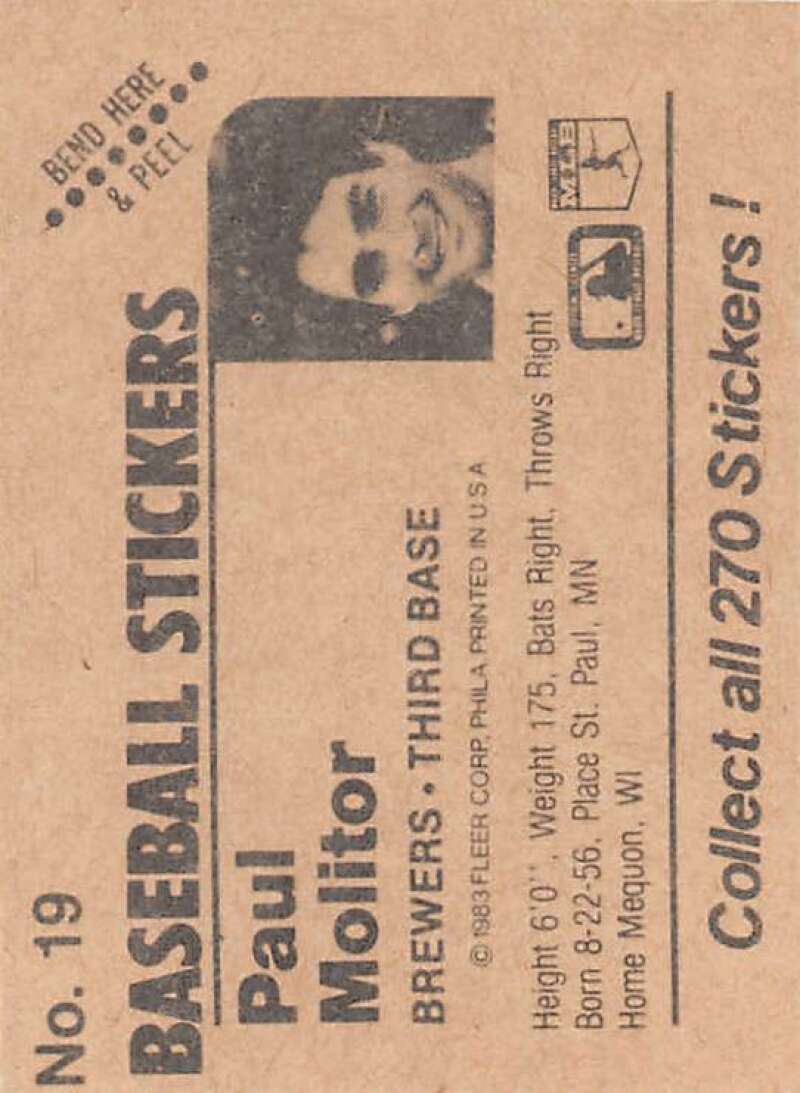 No. 19
BEND HERE
& PEEL
BASEBALL STICKERS
Paul
Molitor
BREWERS • THIRD BASE
© 1983 FLEER CORP., PHILA PRINTED IN U S A
Height 6'0'', Weight 175, Bats Right, Throws Right
Born 8-22-56, Place St. Paul, MN
Home Mequon, WI
Collect all 270 Stickers !